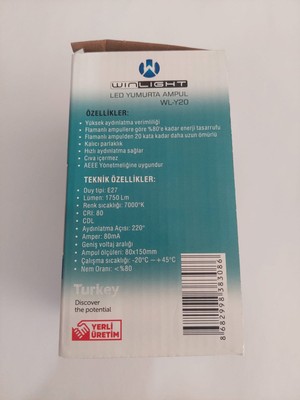 WINLIGHT
LED YUMURTA AMPUL
WL-Y20
ÖZELLİKLER:
• Yüksek aydınlatma verimliliği
• Flamanlı ampullere göre %80'e kadar enerji tasarrufu
• Flamanlı ampulden 20 kata kadar daha uzun ömürlü
• Kalıcı parlaklık
• Hızlı aydınlatma sağlar
• Civa içermez
• AEEE Yönetmeliğine uygundur
TEKNİK ÖZELLİKLER:
• Duy tipi: E27
• Lümen: 1750 Lm
• Renk sıcaklığı: 7000°K
• CRI: 80
• COL
• Aydınlatma Açısı: 220°
• Amper: 80mA
• Geniş voltaj aralığı
• Ampul ölçüleri: 80x150mm
• Çalışma sıcaklığı -20°C ~ +45°C
• Nem Oranı: <%80
Turkey
Discover
the potential
YERLİ
ÜRETİM
8682998383086